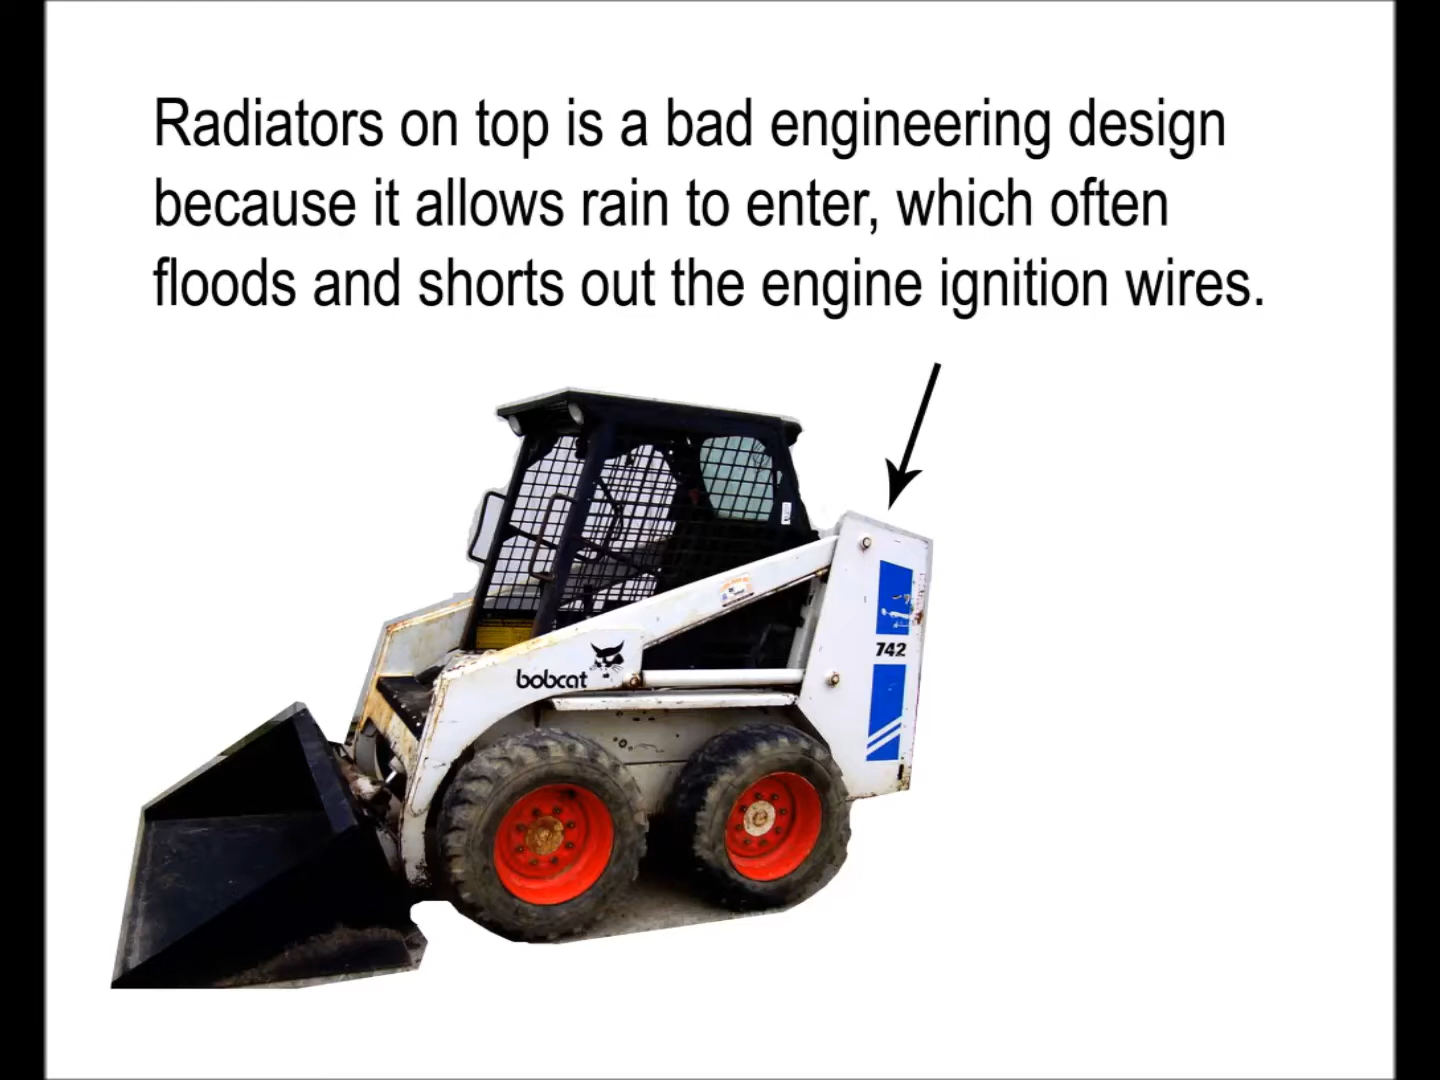 Radiators on top is a bad engineering design
because it allows rain to enter, which often
floods and shorts out the engine ignition wires.
742
bobcat